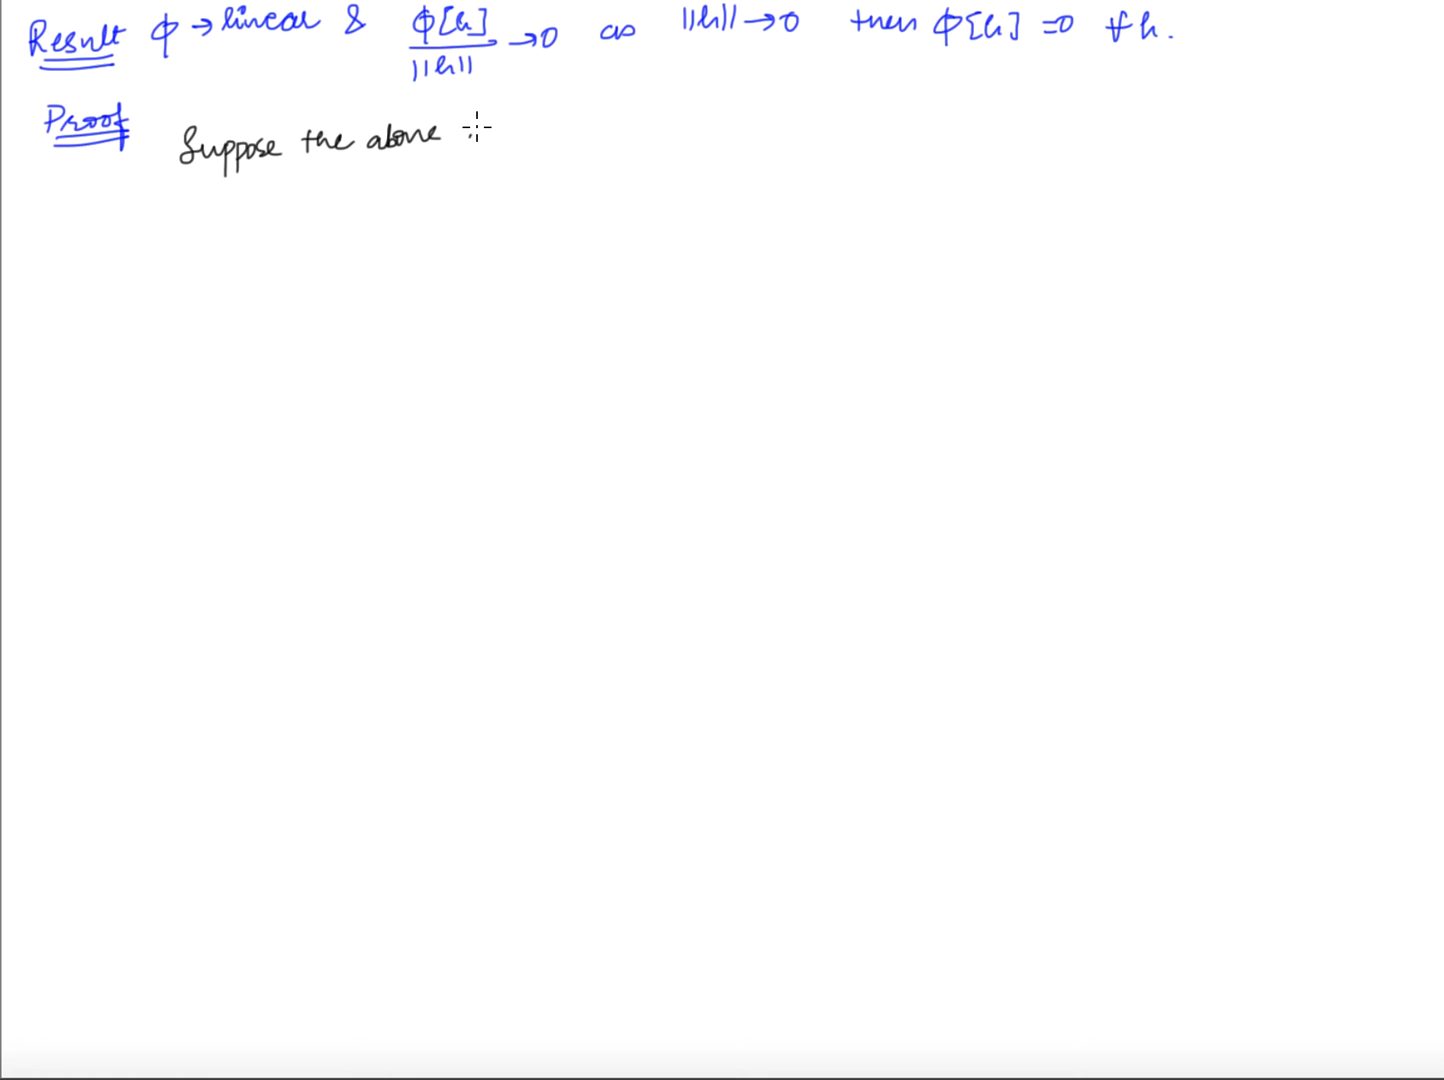 Result φ → linear & φ[h] / ||h|| → 0 as ||h|| → 0 then φ[h] = 0 ∀ h.
Proof Suppose the above